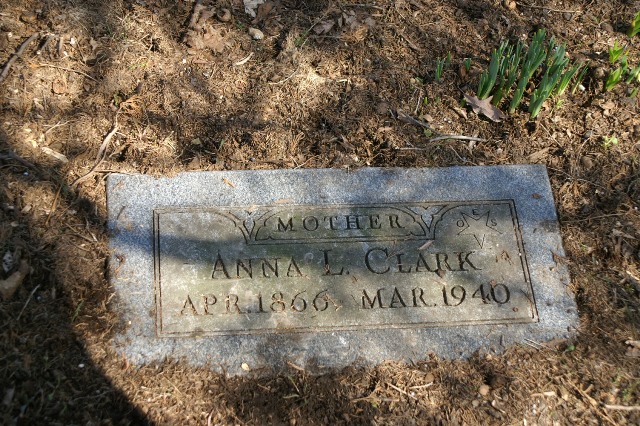 MOTHER
ANNA L. CLARK
APR. 1866 MAR. 1940